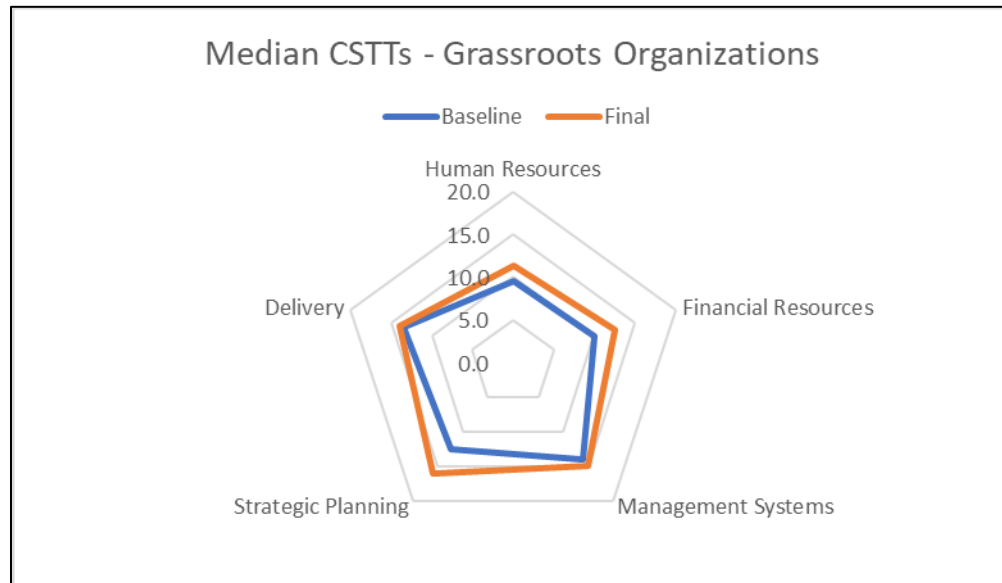 Median CSTTs - Grassroots Organizations
Baseline Final
Human Resources
20.0
15.0
10.0
5.0
0.0
Delivery
Financial Resources
Strategic Planning
Management Systems